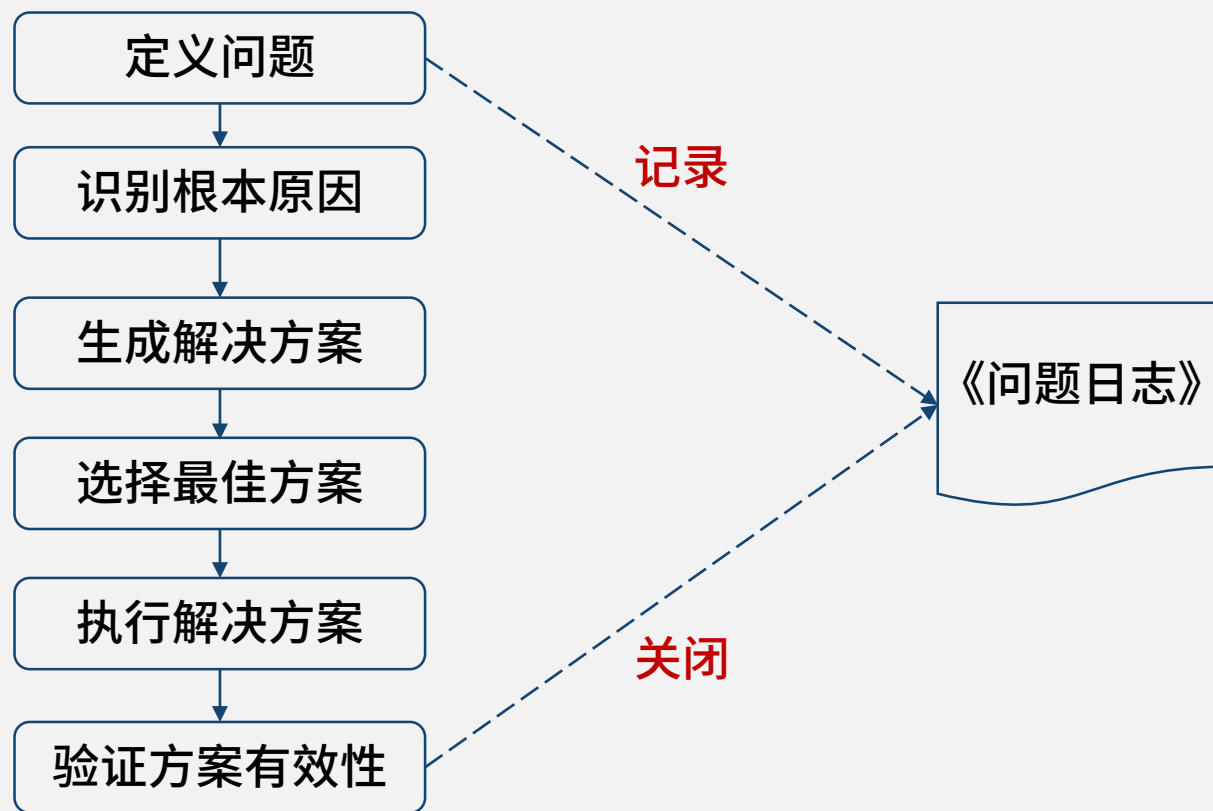 定义问题
识别根本原因
生成解决方案
选择最佳方案
执行解决方案
验证方案有效性
记录
《问题日志》
关闭